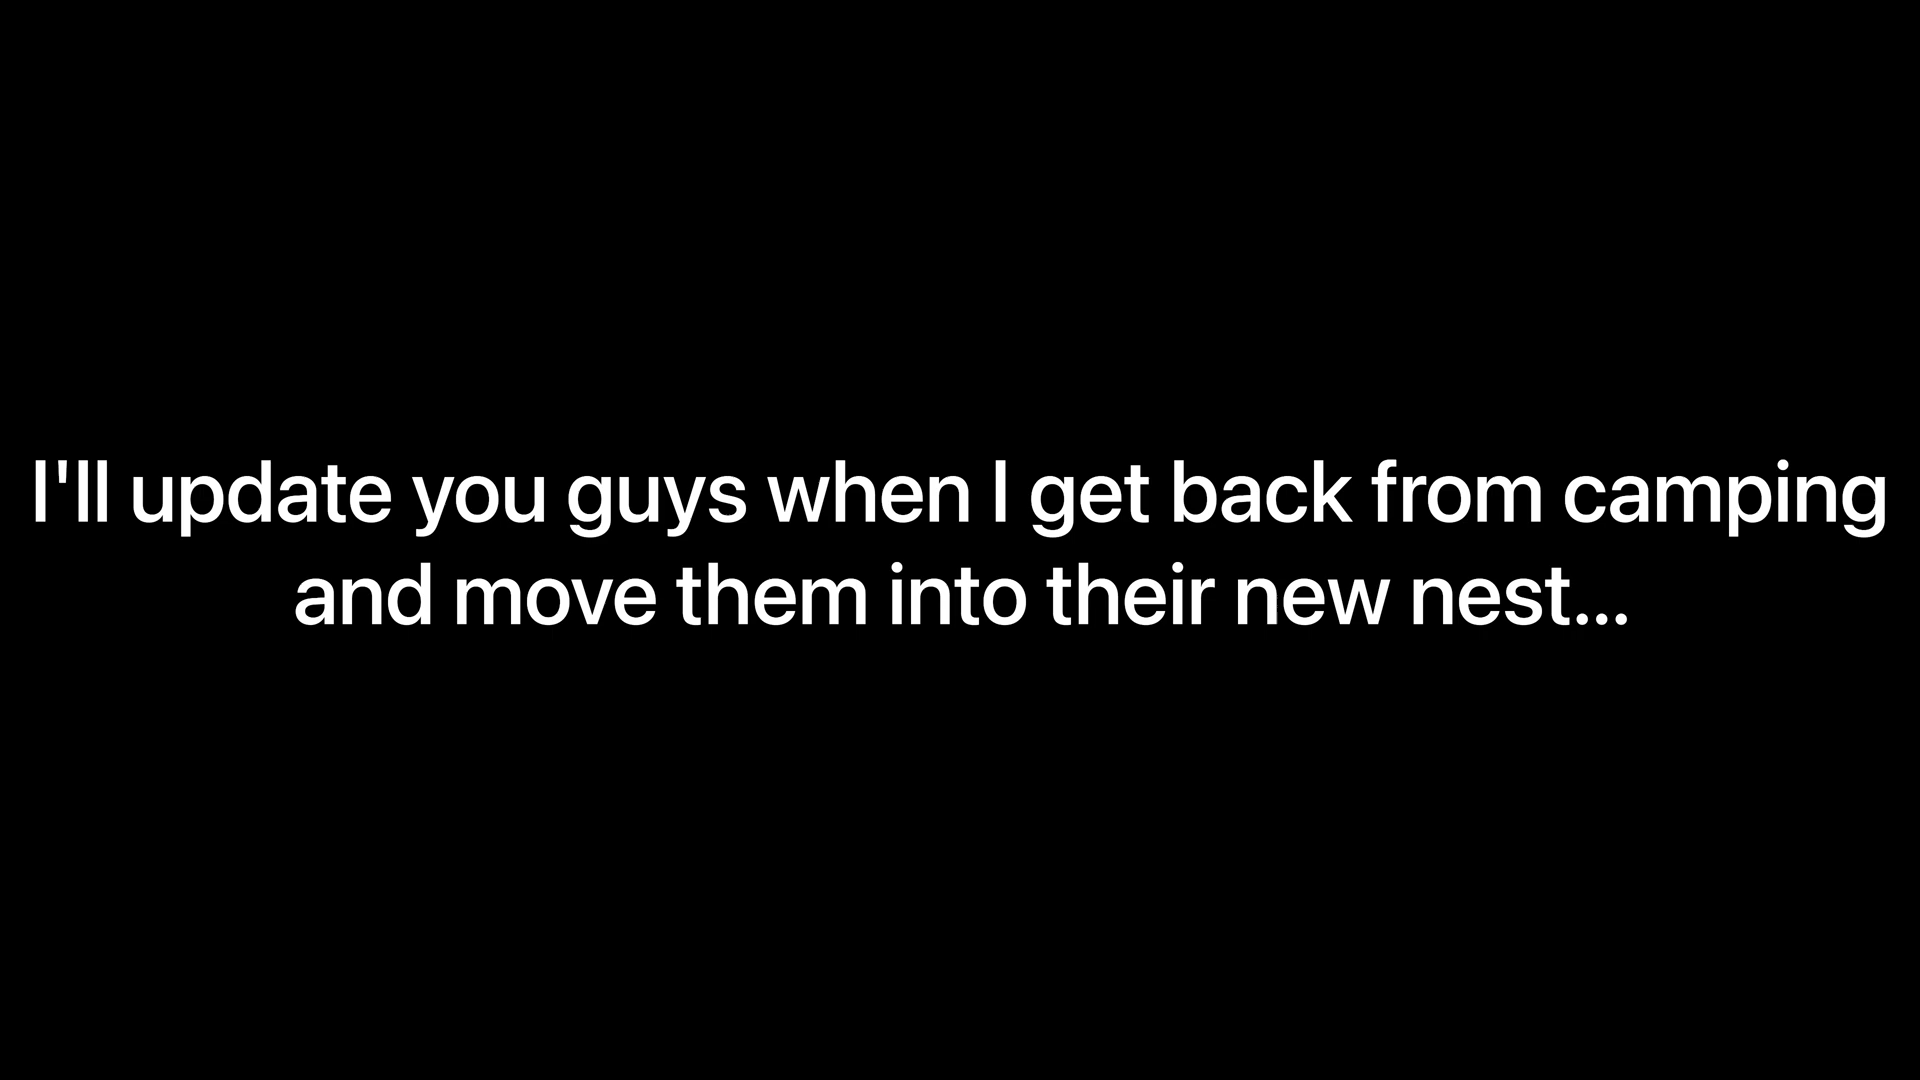 I'll update you guys when I get back from camping
and move them into their new nest...